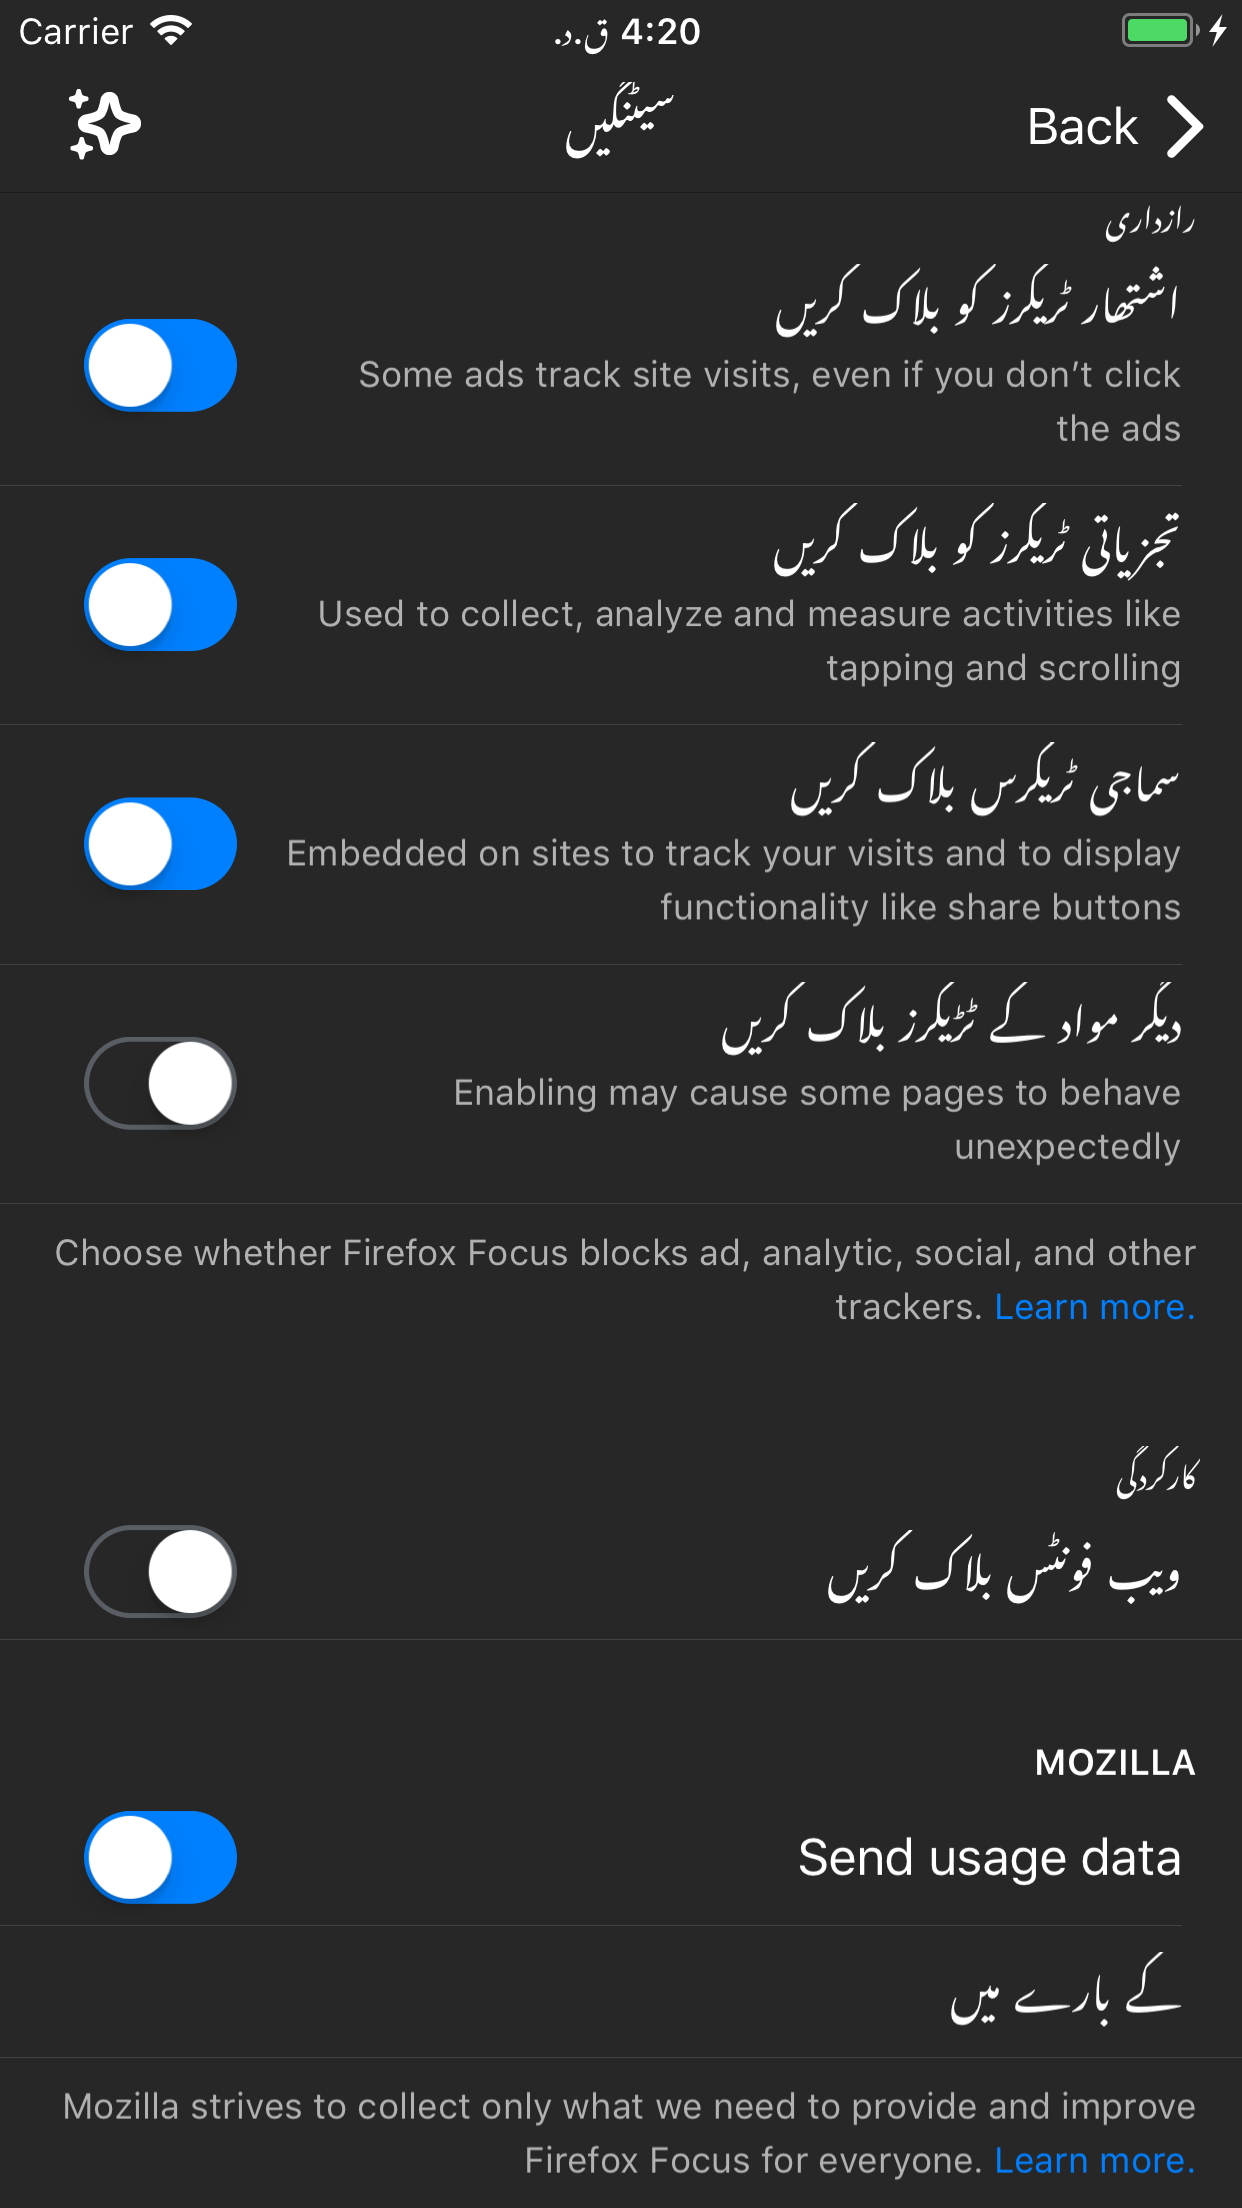 Carrier
4:20 ق.د.
سیٹنگیں
Back
رازداری
اشتھار ٹریکرز کو بلاک کریں
Some ads track site visits, even if you don’t click
the ads
تجزیاتی ٹریکرز کو بلاک کریں
Used to collect, analyze and measure activities like
tapping and scrolling
سماجی ٹریکرس بلاک کریں
Embedded on sites to track your visits and to display
functionality like share buttons
دیگر مواد کے ٹڑیکرز بلاک کریں
Enabling may cause some pages to behave
unexpectedly
Choose whether Firefox Focus blocks ad, analytic, social, and other
trackers. Learn more.
کارکردگی
ویب فونٹس بلاک کریں
MOZILLA
Send usage data
کے بارے میں
Mozilla strives to collect only what we need to provide and improve
Firefox Focus for everyone. Learn more.